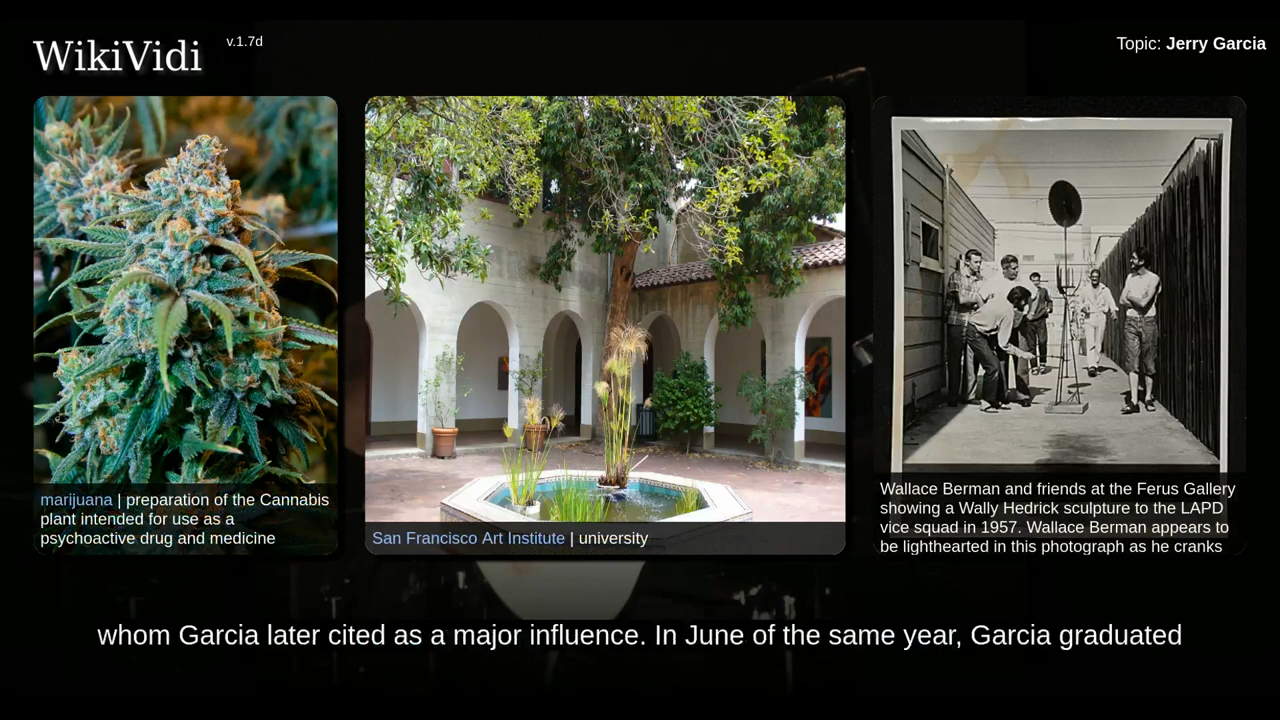 WikiVidi
v.1.7d
Topic: Jerry Garcia
marijuana | preparation of the Cannabis
plant intended for use as a
psychoactive drug and medicine
San Francisco Art Institute | university
Wallace Berman and friends at the Ferus Gallery
showing a Wally Hedrick sculpture to the LAPD
vice squad in 1957. Wallace Berman appears to
be lighthearted in this photograph as he cranks
whom Garcia later cited as a major influence. In June of the same year, Garcia graduated